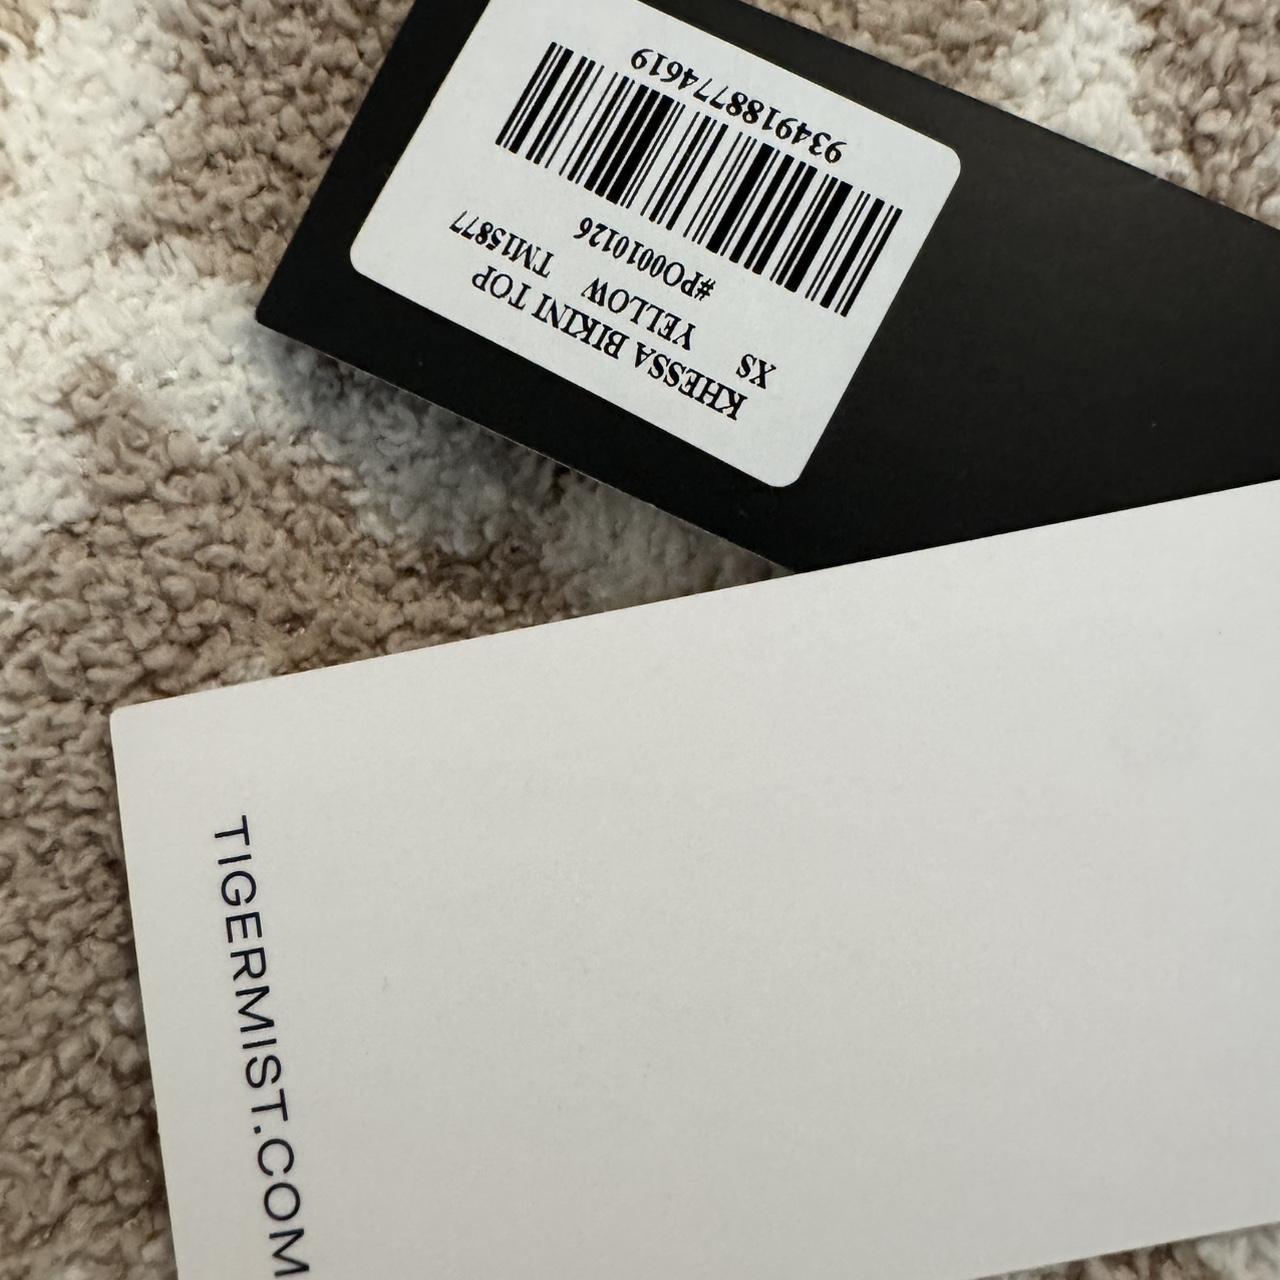 KHESSA BIKINI TOP
XS YELLOW TM15877
#PO0010126
9349188774619
TIGERMIST.COM